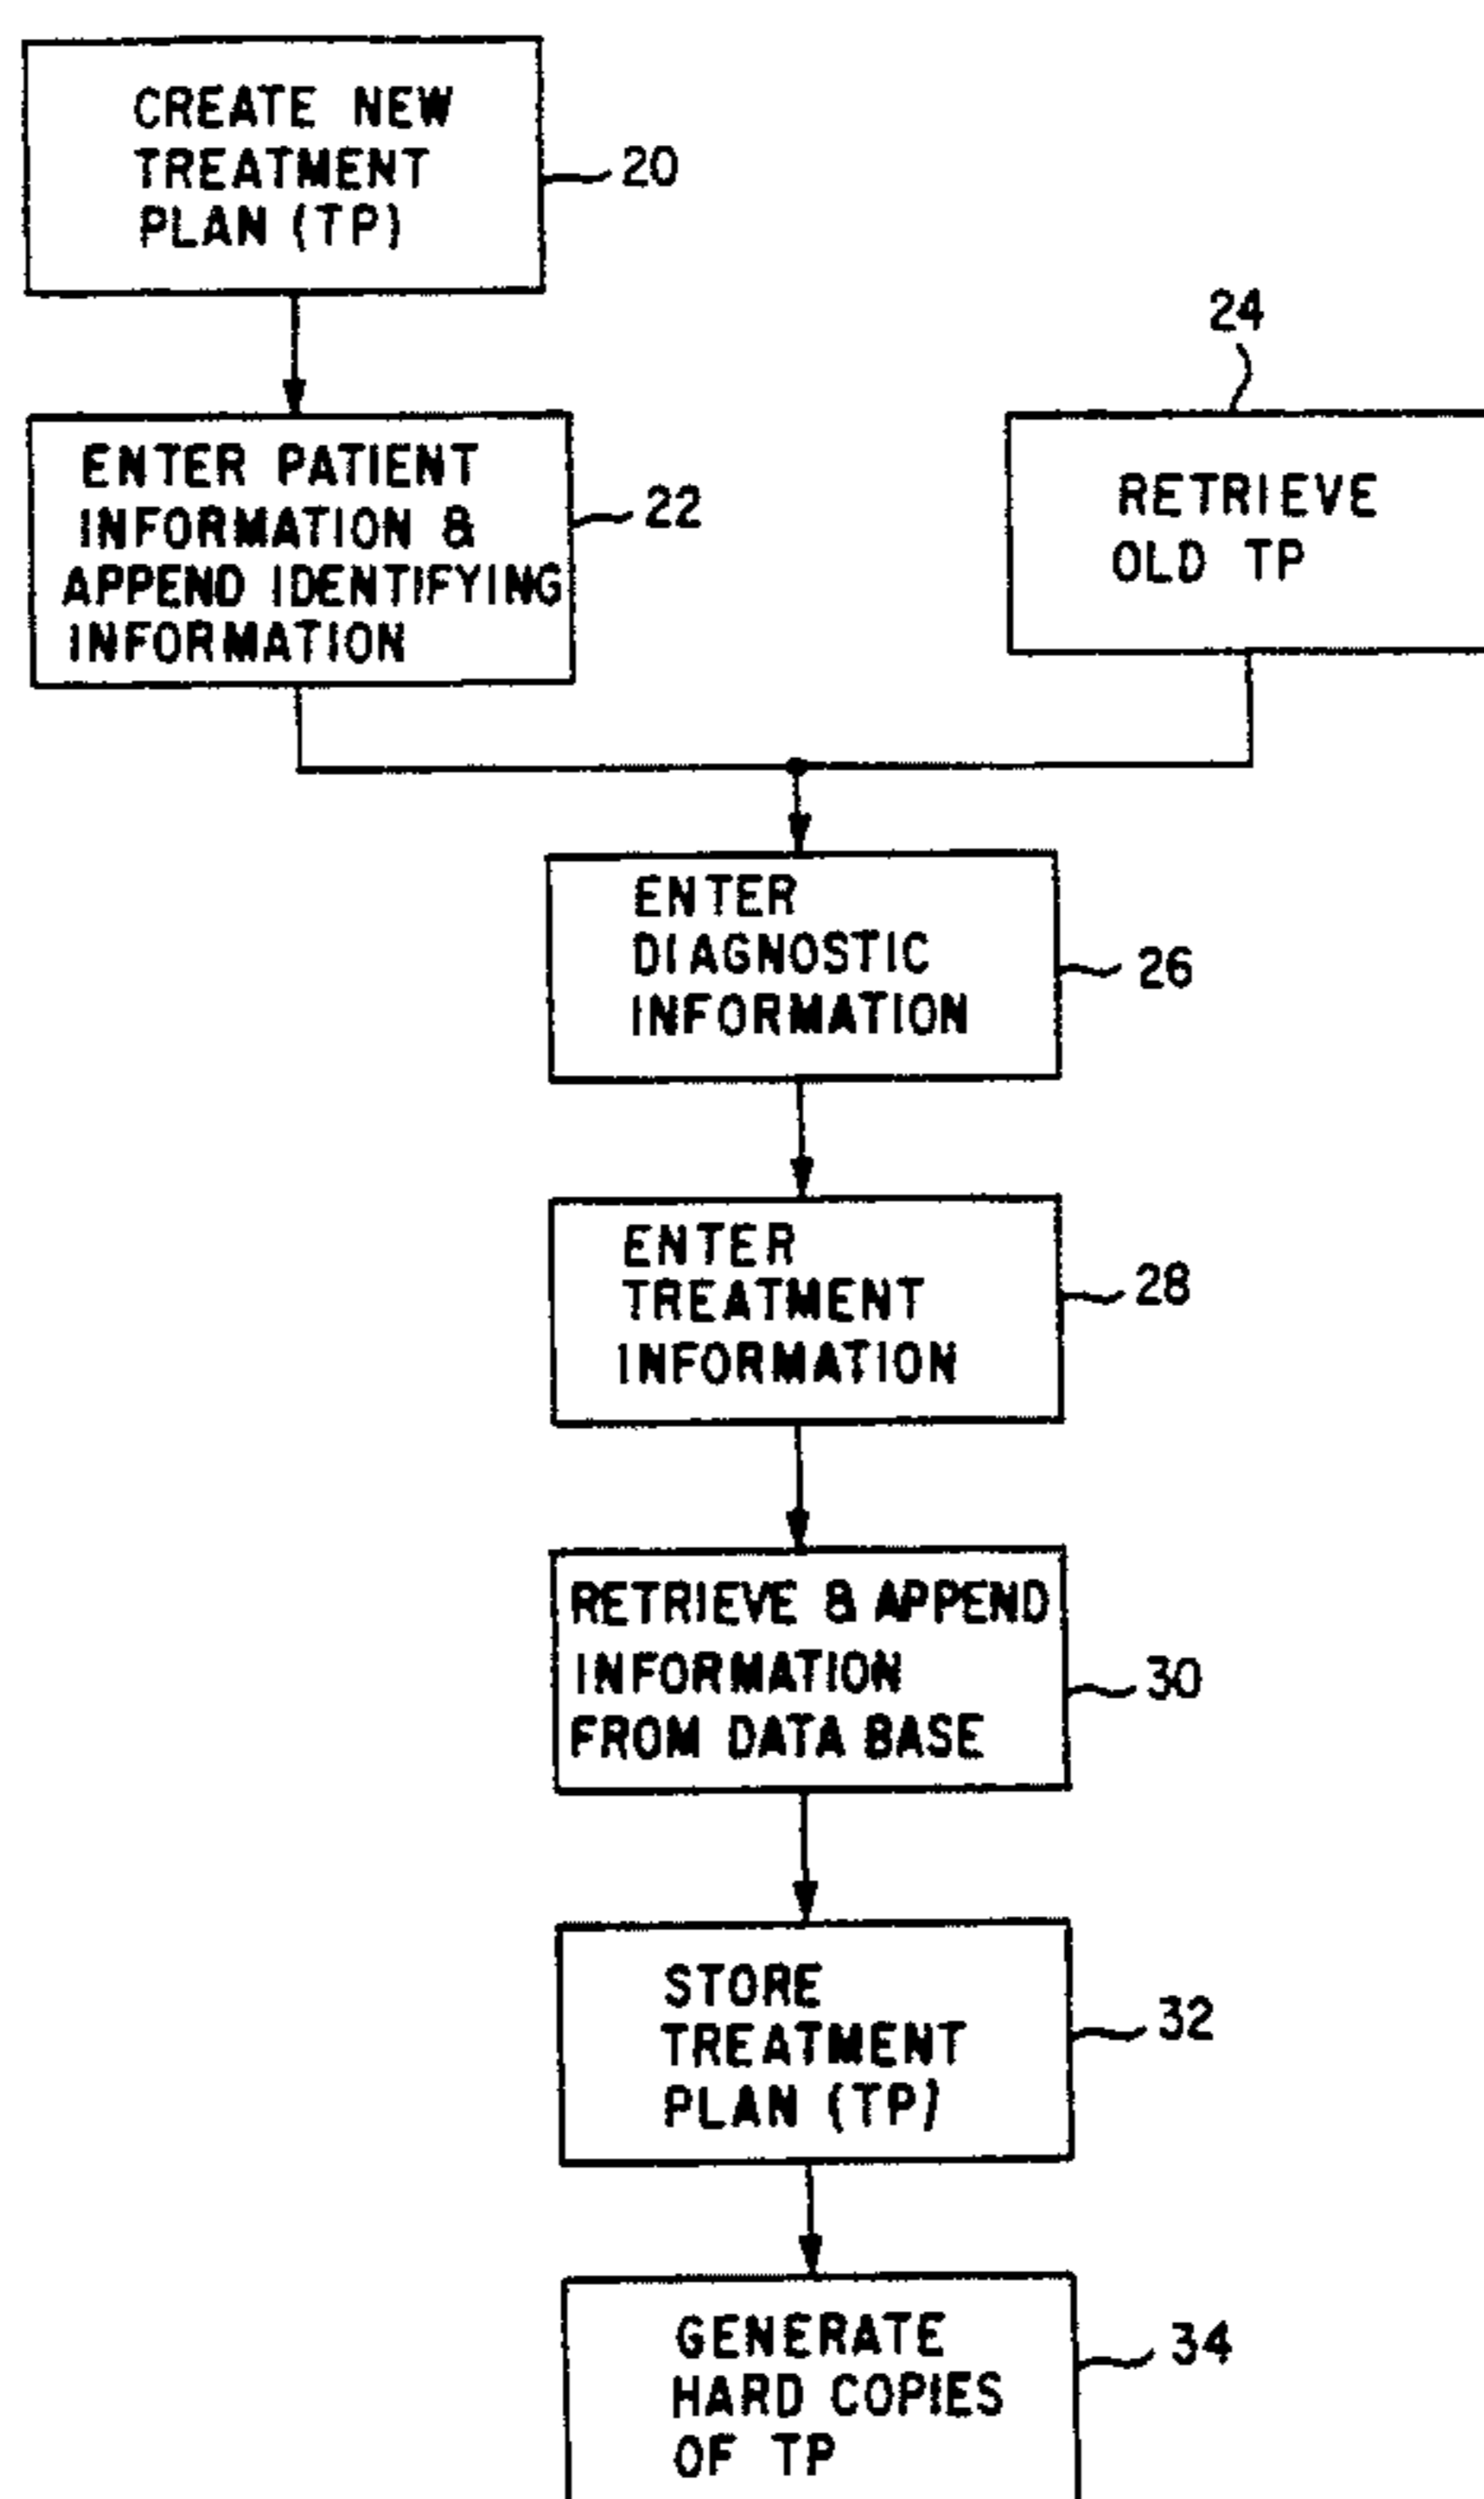 CREATE NEW
TREATMENT
PLAN (TP)
20
24
ENTER PATIENT
INFORMATION &
APPEND IDENTIFYING
INFORMATION
22
RETRIEVE
OLD TP
ENTER
DIAGNOSTIC
INFORMATION
26
ENTER
TREATMENT
INFORMATION
28
RETRIEVE & APPEND
INFORMATION
FROM DATA BASE
30
STORE
TREATMENT
PLAN (TP)
32
GENERATE
HARD COPIES
OF TP
34